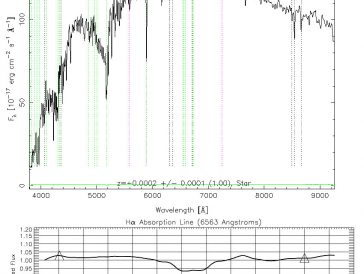 100
50
0
F_λ [10^-17 erg cm^-2 s^-1 Å^-1]
z=-0.0002 +/- 0.0001 (1.00), Star
4000 5000 6000 7000 8000 9000
Wavelength [Å]
Hα Absorption Line (6563 Angstroms)
1.20
1.15
1.10
1.05
1.00
0.95
Flux